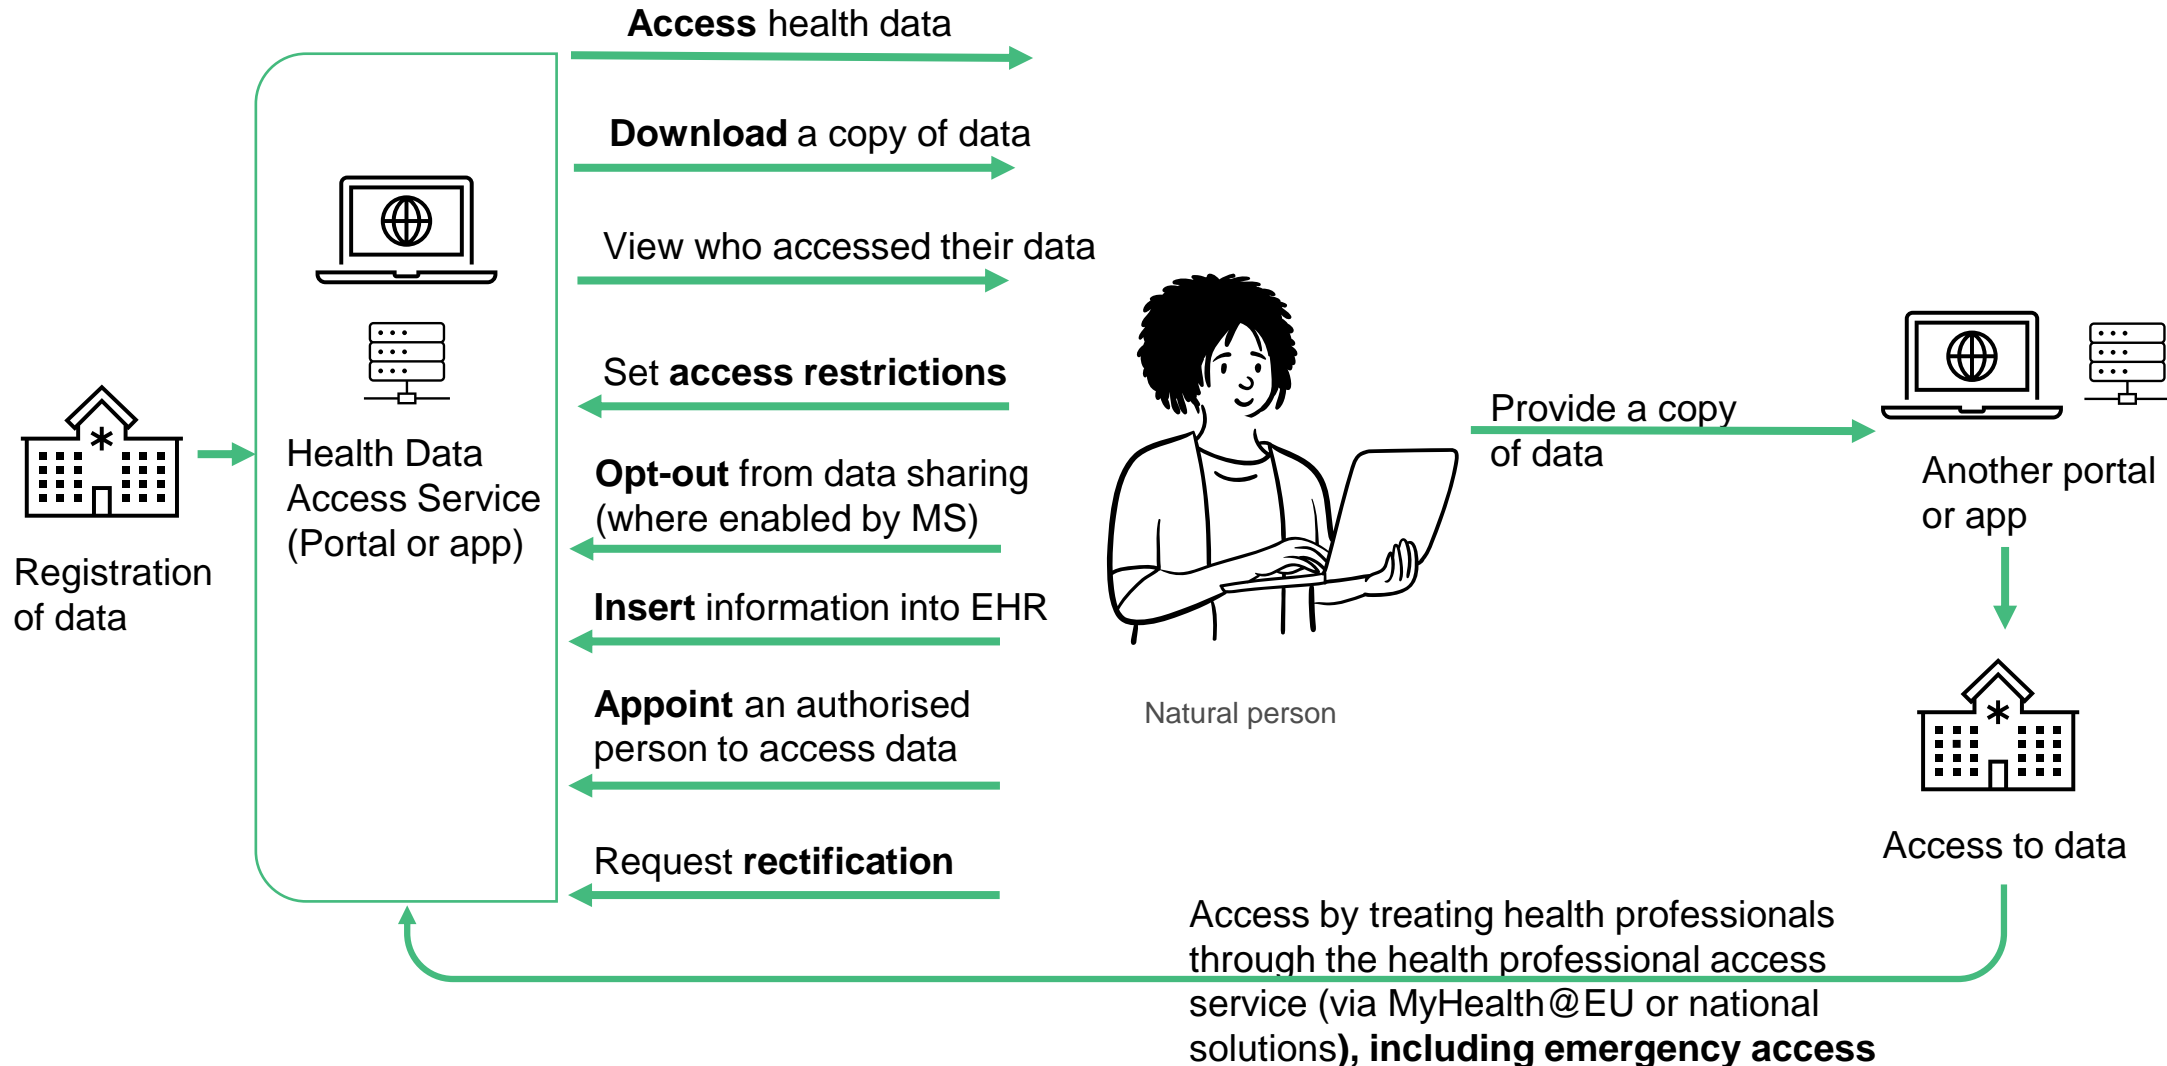 Access health data
Download a copy of data
View who accessed their data
Set access restrictions
Opt-out from data sharing
(where enabled by MS)
Insert information into EHR
Appoint an authorised
person to access data
Request rectification
Health Data
Access Service
(Portal or app)
Registration
of data
Natural person
Provide a copy
of data
Another portal
or app
Access to data
Access by treating health professionals
through the health professional access
service (via MyHealth@EU or national
solutions), including emergency access